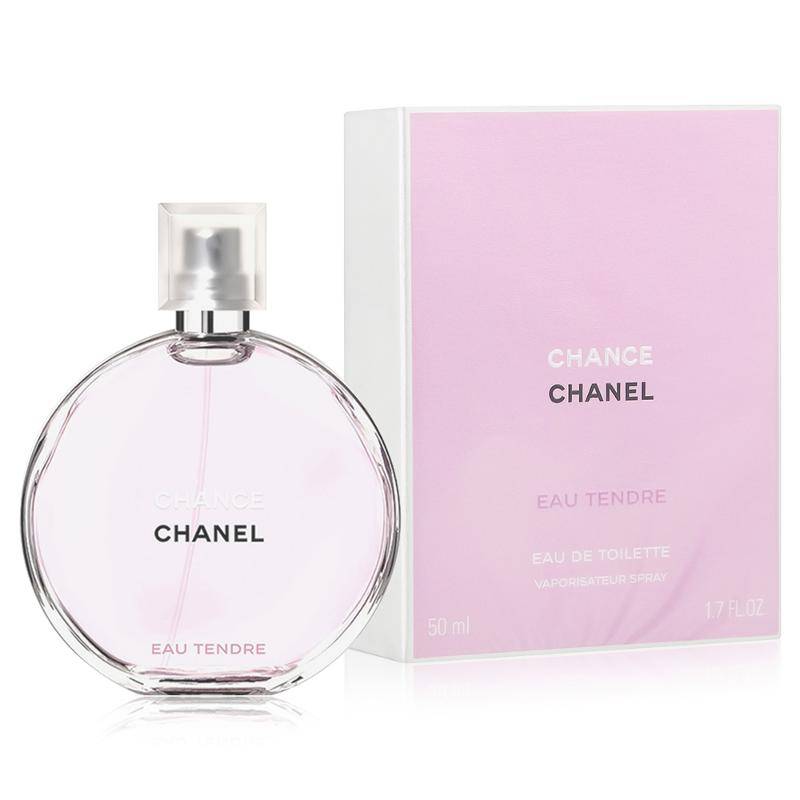 CHANCE
CHANEL
EAU TENDRE
CHANCE
CHANEL
EAU TENDRE
EAU DE TOILETTE
VAPORISATEUR SPRAY
50 ml
1.7 FL.OZ